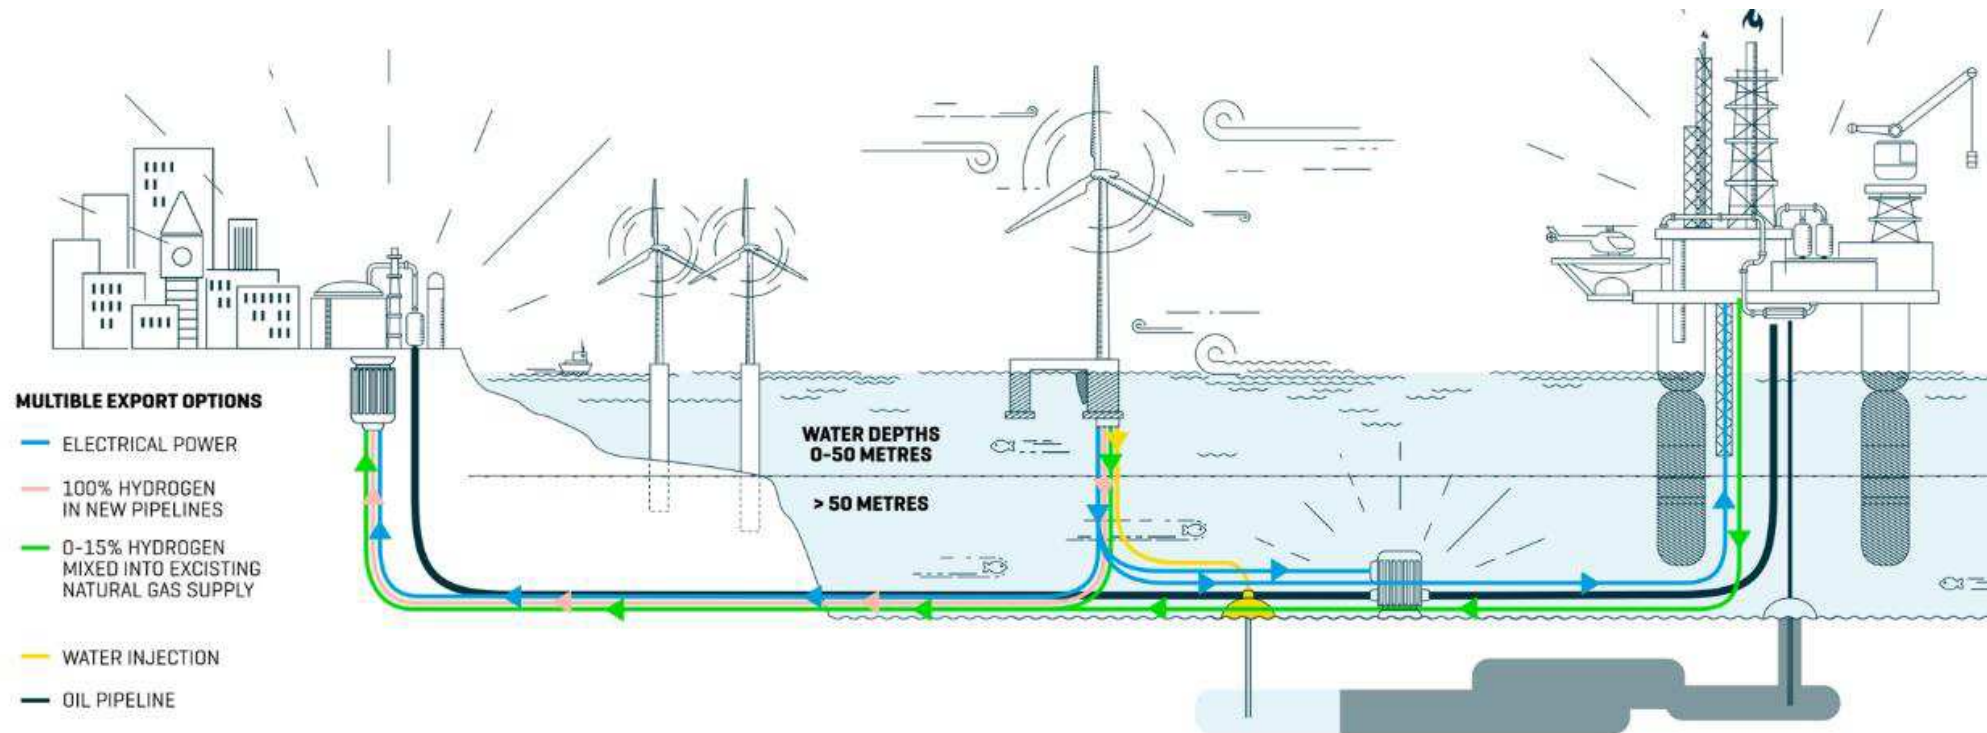 MULTIBLE EXPORT OPTIONS
ELECTRICAL POWER
100% HYDROGEN
IN NEW PIPELINES
0-15% HYDROGEN
MIXED INTO EXCISTING
NATURAL GAS SUPPLY
WATER INJECTION
OIL PIPELINE
WATER DEPTHS
0-50 METRES
> 50 METRES